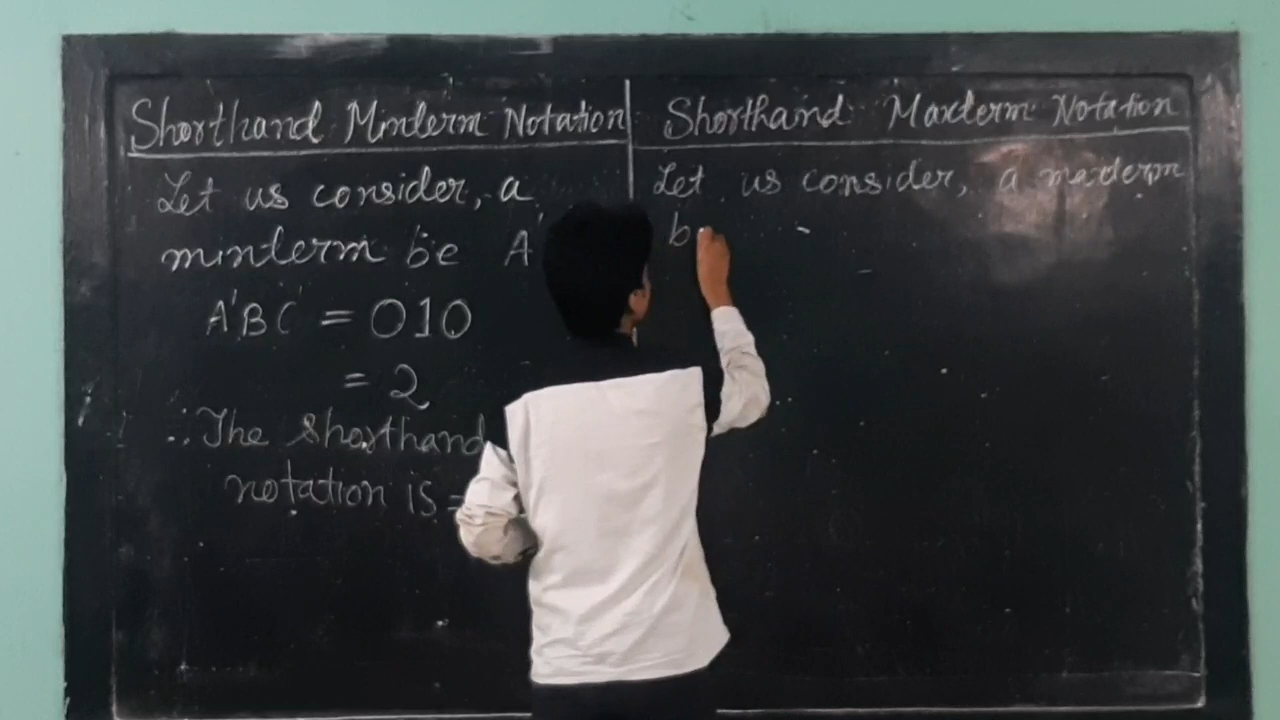 Shorthand Minterm Notation
Let us consider, a
minterm be A'
A'BC' = 010
= 2
∴ The shorthand
notation is =
Shorthand Maxterm Notation
Let us consider, a maxterm
b